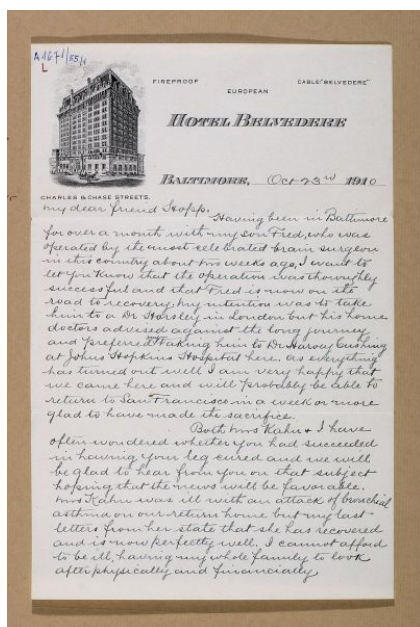 A1671/55/1
L
FIREPROOF
EUROPEAN
CABLE "BELVEDERE"
HOTEL BELVEDERE
BALTIMORE, Oct 23rd 1910
CHARLES & CHASE STREETS.
My dear friend Hopp.
Having been in Baltimore
for over a month with my son Fred, who was
operated by the most celebrated brain surgeon
in this country about two weeks ago, I want to
let you know that the operation was thoroughly
successful and that Fred is now on the
road to recovery, my intention was to take
him to a Dr Horsley in London but his home
doctors advised against the long journey
and preferred taking him to Dr Harvey Cushing
at Johns Hopkins Hospital here. as everything
has turned out well I am very happy that
we came here and will probably be able to
return to San Francisco in a week or more
glad to have made the sacrifice.
Both Mrs Kahn & I have
often wondered whether you had succeeded
in having your leg cured and we will
be glad to hear from you on that subject
hoping that the news will be favorable.
Mrs Kahn was ill with an attack of bronchial
asthma on our return home but my last
letters from her state that she has recovered
and is now perfectly well. I cannot afford
to be ill, having my whole family to look
after physically and financially